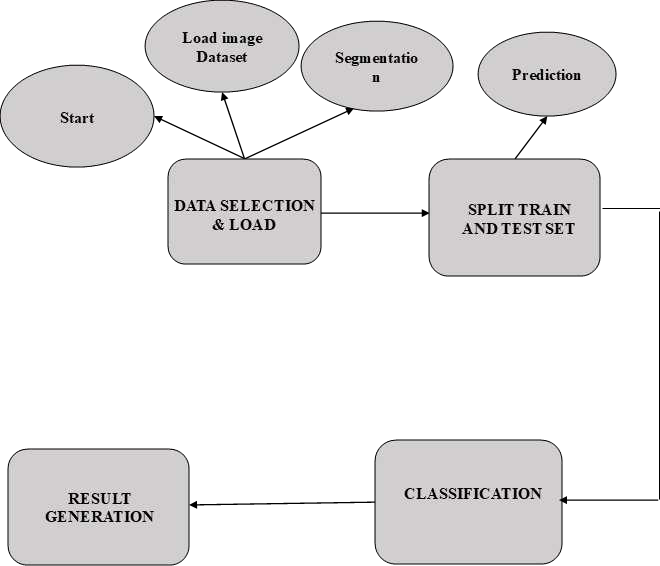 Load image
Dataset
Segmentatio
n
Prediction
Start
DATA SELECTION
& LOAD
SPLIT TRAIN
AND TEST SET
RESULT
GENERATION
CLASSIFICATION